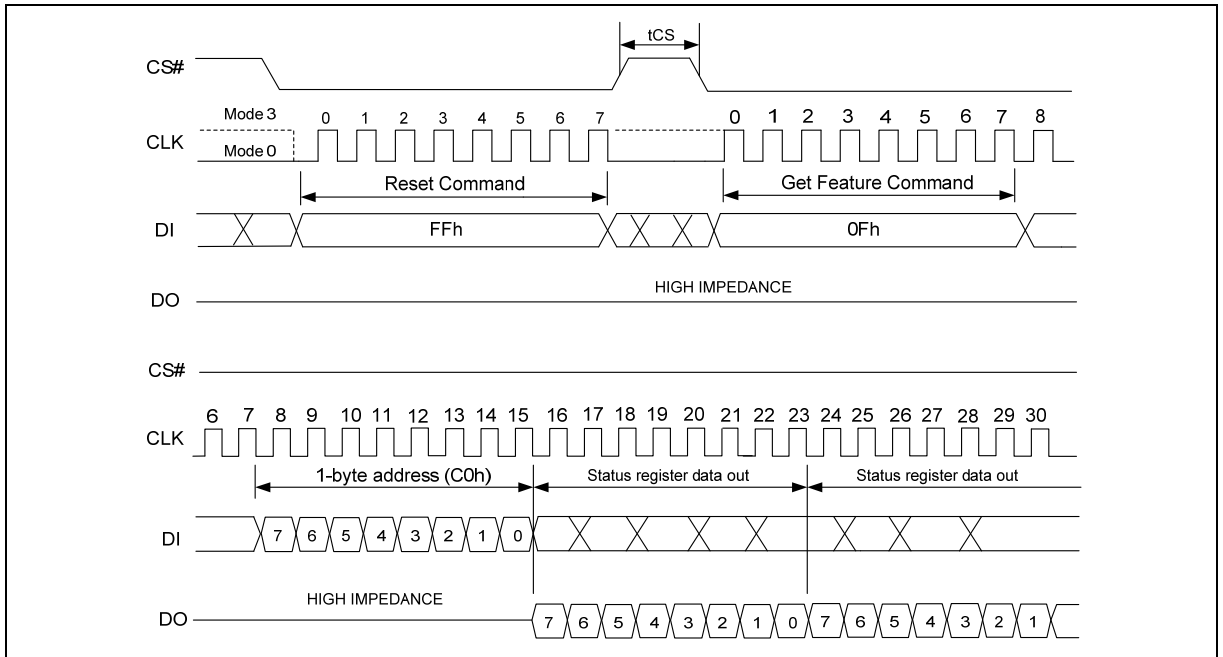 tCS
CS#
Mode 3
0 1 2 3 4 5 6 7 0 1 2 3 4 5 6 7 8
CLK
Mode 0
Reset Command Get Feature Command
DI FFh 0Fh
HIGH IMPEDANCE
DO
CS#
6 7 8 9 10 11 12 13 14 15 16 17 18 19 20 21 22 23 24 25 26 27 28 29 30
CLK
1-byte address (C0h) Status register data out Status register data out
DI 7 6 5 4 3 2 1 0
HIGH IMPEDANCE
DO 7 6 5 4 3 2 1 0 7 6 5 4 3 2 1